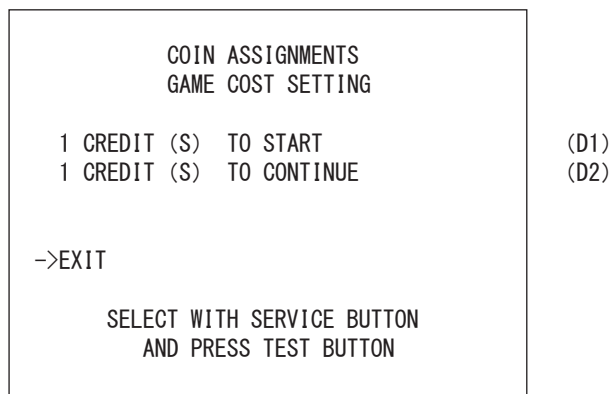 COIN ASSIGNMENTS
GAME COST SETTING
1 CREDIT (S) TO START (D1)
1 CREDIT (S) TO CONTINUE (D2)
->EXIT
SELECT WITH SERVICE BUTTON
AND PRESS TEST BUTTON